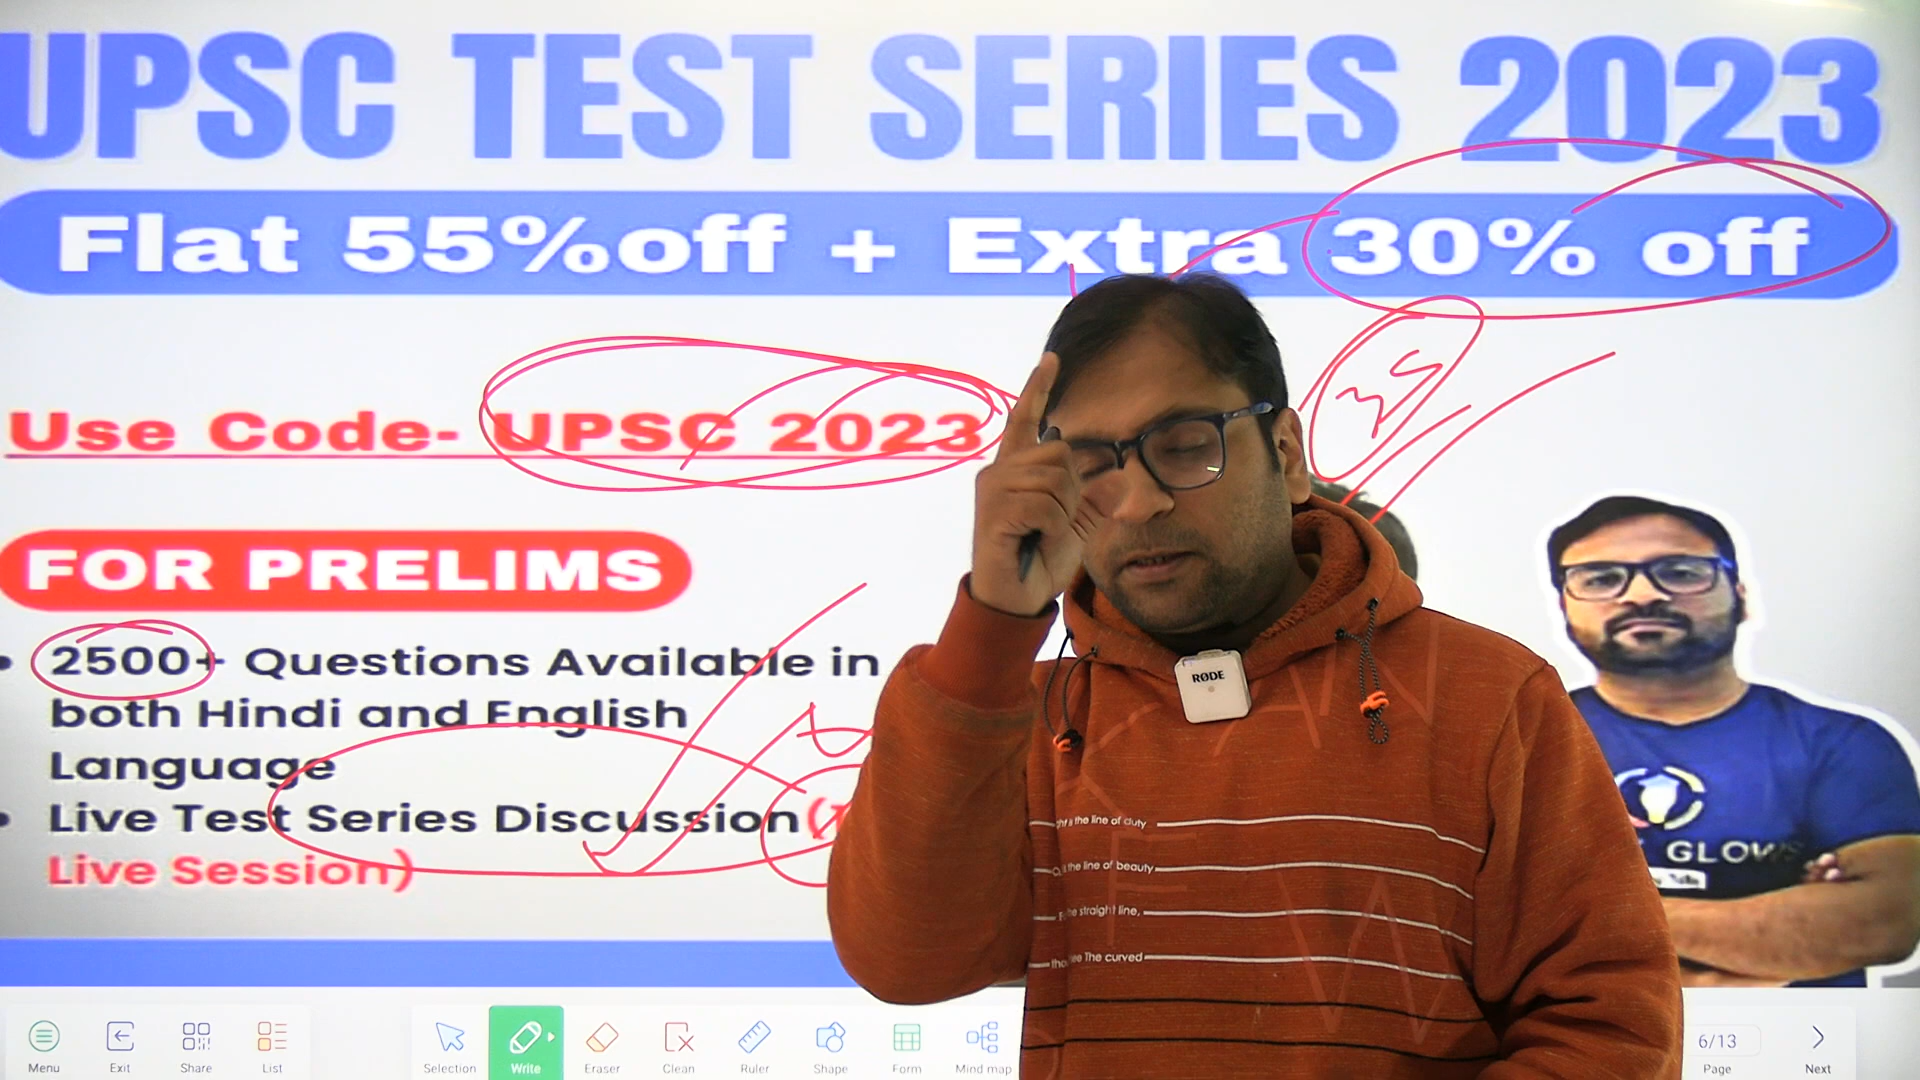 UPSC TEST SERIES 2023
Flat 55%off + Extra 30% off
Use Code- UPSC 2023
FOR PRELIMS
• 2500+ Questions Available in
both Hindi and English
Language
• Live Test Series Discussion(
Live Session)
RØDE
the line of duty
the line of beauty
the straight line,
The curved
GLOW
Menu
Exit
Share
List
Selection
Write
Eraser
Clean
Ruler
Shape
Form
Mind map
6/13
Page
Next